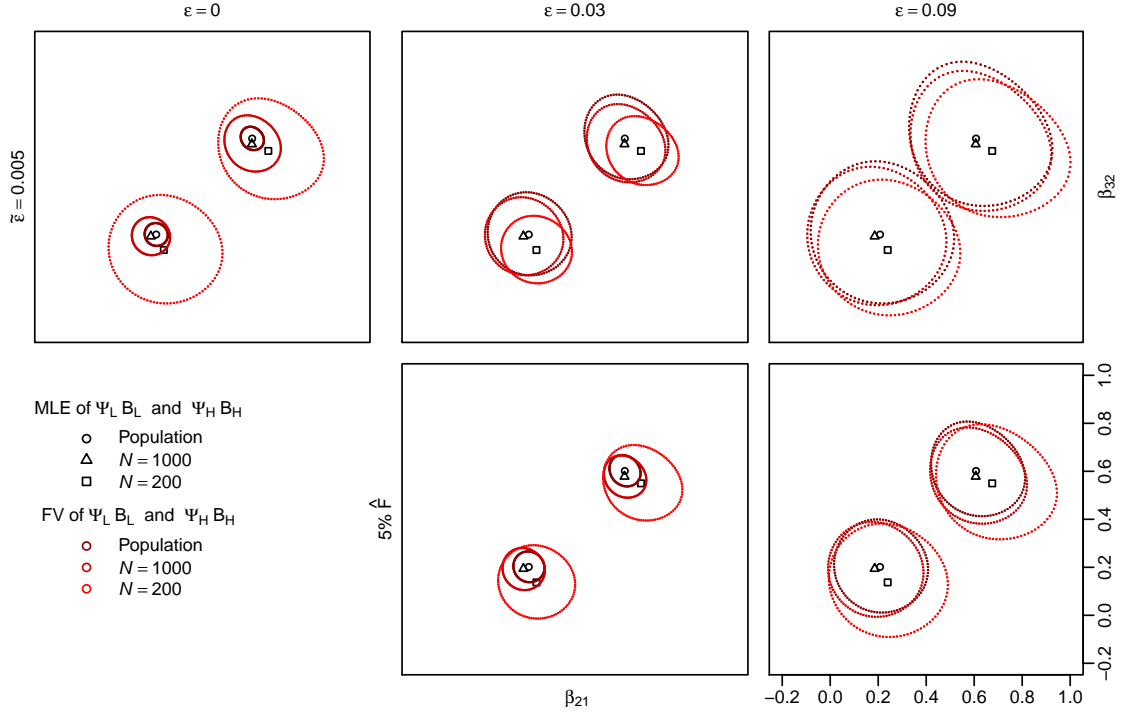 ε = 0
ε = 0.03
ε = 0.09
ε̃ = 0.005
β32
MLE of ΨL BL and ΨH BH
Population
N = 1000
N = 200
FV of ΨL BL and ΨH BH
Population
N = 1000
N = 200
5% F̂
β21
−0.2 0.0 0.2 0.4 0.6 0.8 1.0
−0.2 0.0 0.2 0.4 0.6 0.8 1.0